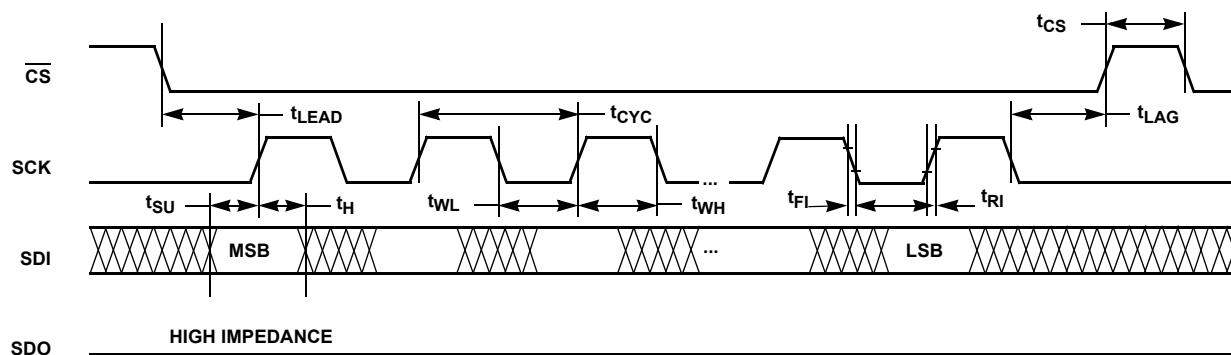 tCS
CS
tLEAD
tCYC
tLAG
SCK
...
tSU
tH
tWL
tWH
tFI
tRI
SDI
MSB
...
LSB
HIGH IMPEDANCE
SDO